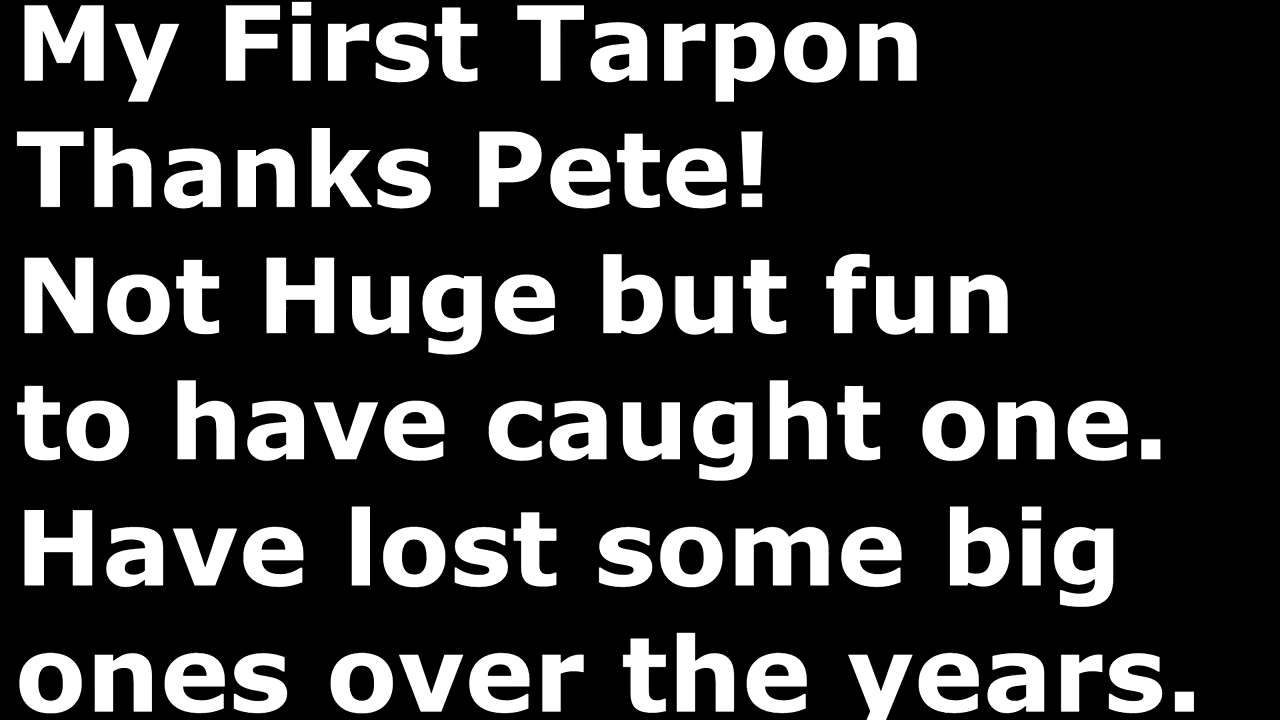 My First Tarpon
Thanks Pete!
Not Huge but fun
to have caught one.
Have lost some big
ones over the years.